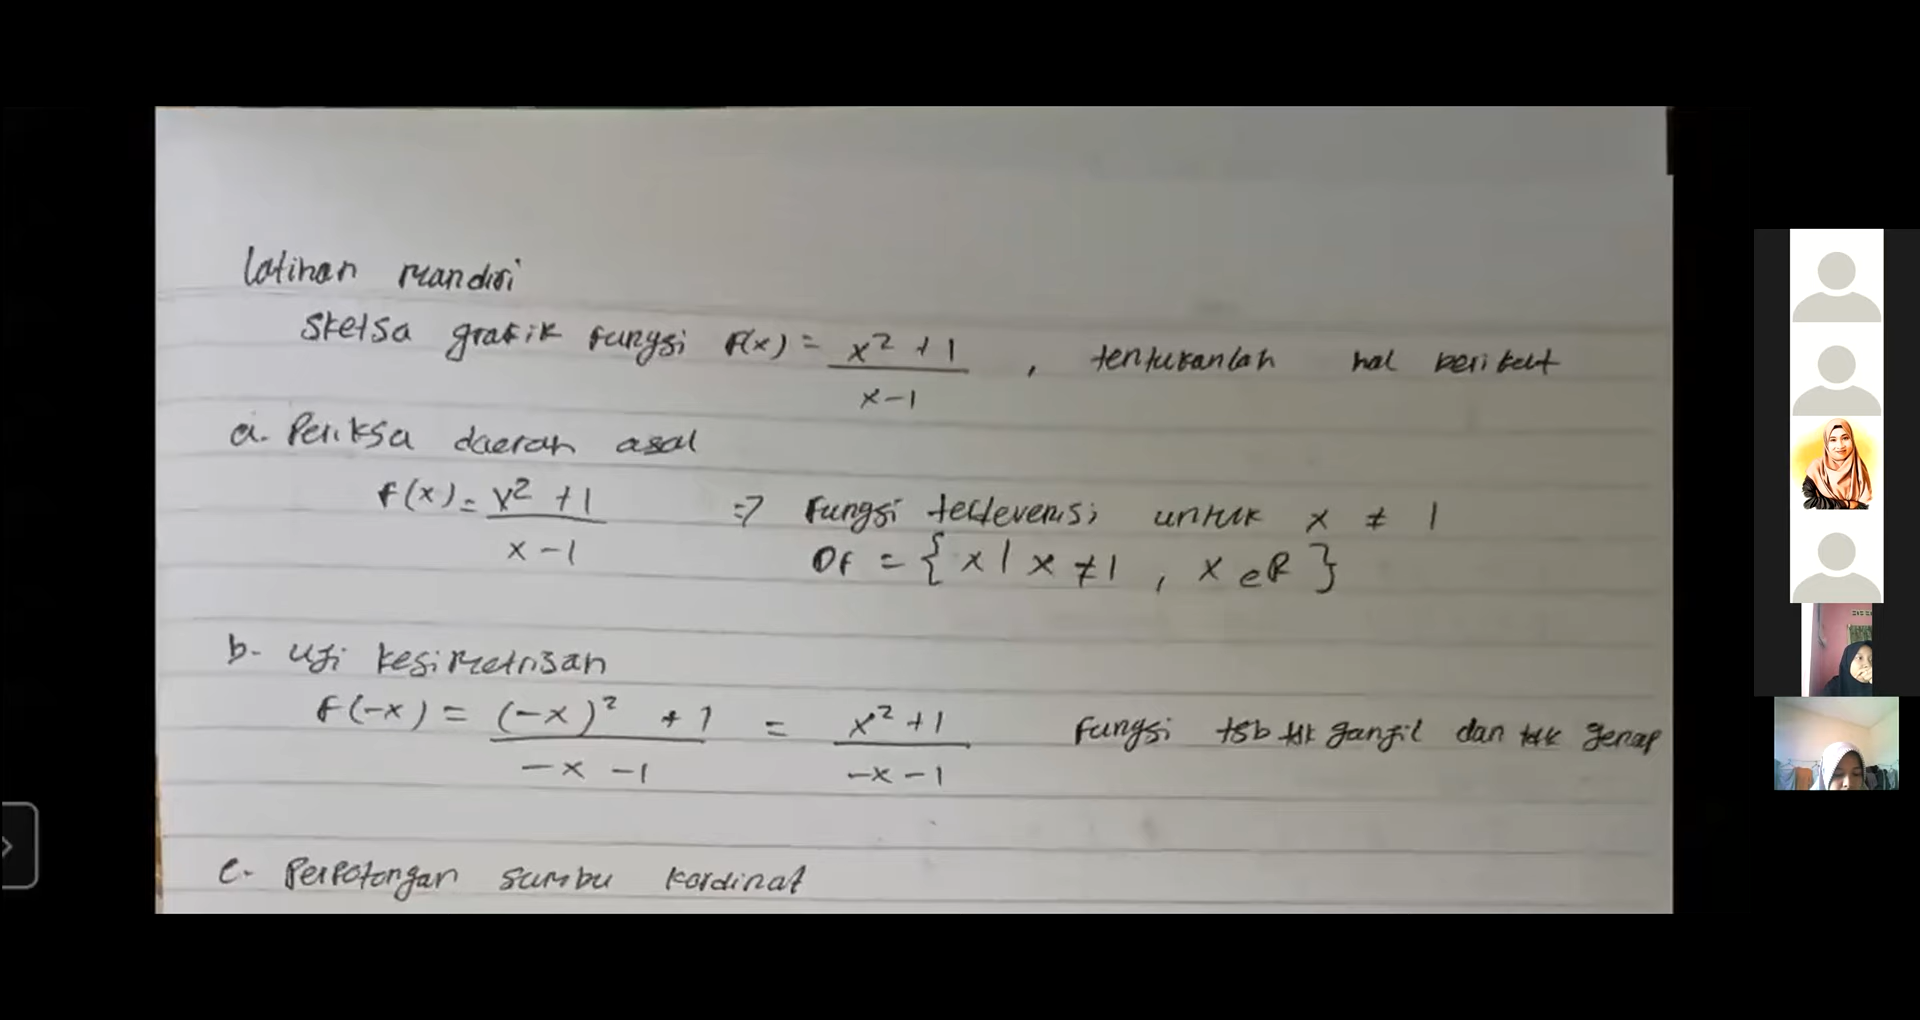 Latihan Mandiri
Sketsa grafik fungsi F(x) = x² + 1 / x - 1 , tentukanlah hal berikut
a. Periksa daerah asal
F(x) = x² + 1 / x - 1 => Fungsi terdevenisi untuk x ≠ 1
Df = { x | x ≠ 1 , x e R }
b. Uji kesimetrisan
F(-x) = (-x)² + 1 / -x - 1 = x² + 1 / -x - 1 Fungsi tsb tdk ganjil dan tdk genap
c. Perpotongan sumbu kordinat